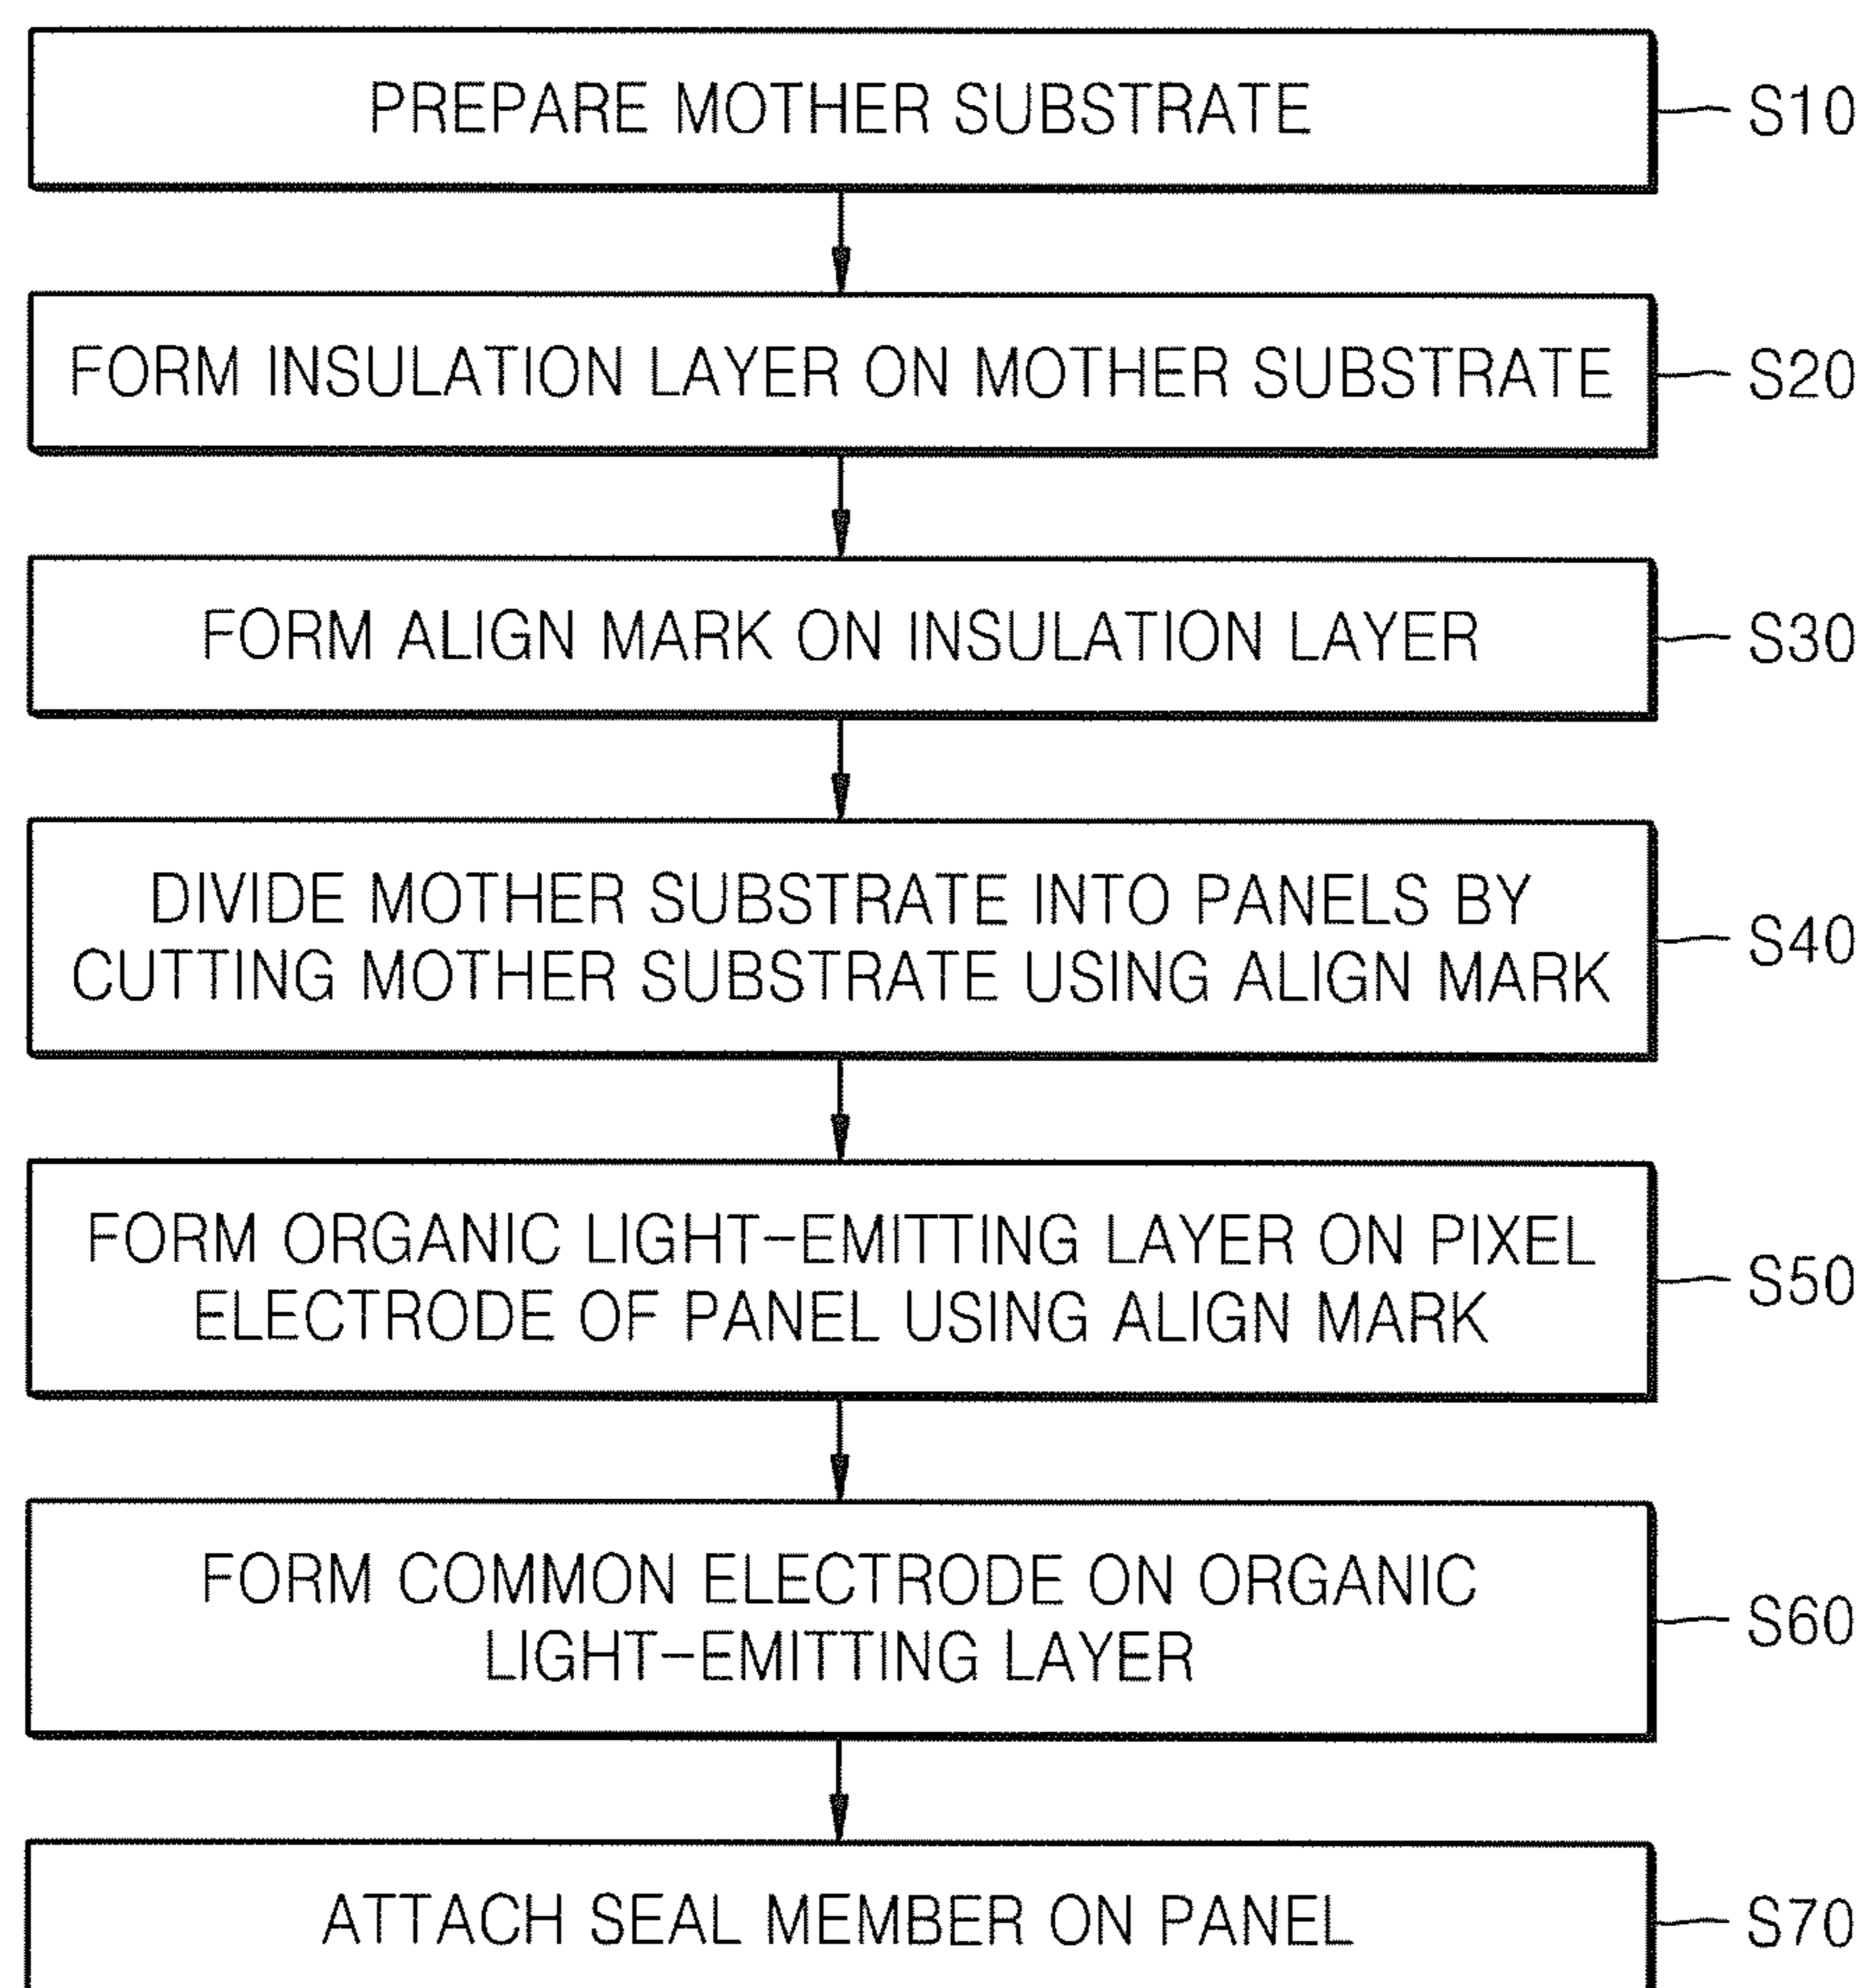 PREPARE MOTHER SUBSTRATE
S10
FORM INSULATION LAYER ON MOTHER SUBSTRATE
S20
FORM ALIGN MARK ON INSULATION LAYER
S30
DIVIDE MOTHER SUBSTRATE INTO PANELS BY
CUTTING MOTHER SUBSTRATE USING ALIGN MARK
S40
FORM ORGANIC LIGHT-EMITTING LAYER ON PIXEL
ELECTRODE OF PANEL USING ALIGN MARK
S50
FORM COMMON ELECTRODE ON ORGANIC
LIGHT-EMITTING LAYER
S60
ATTACH SEAL MEMBER ON PANEL
S70